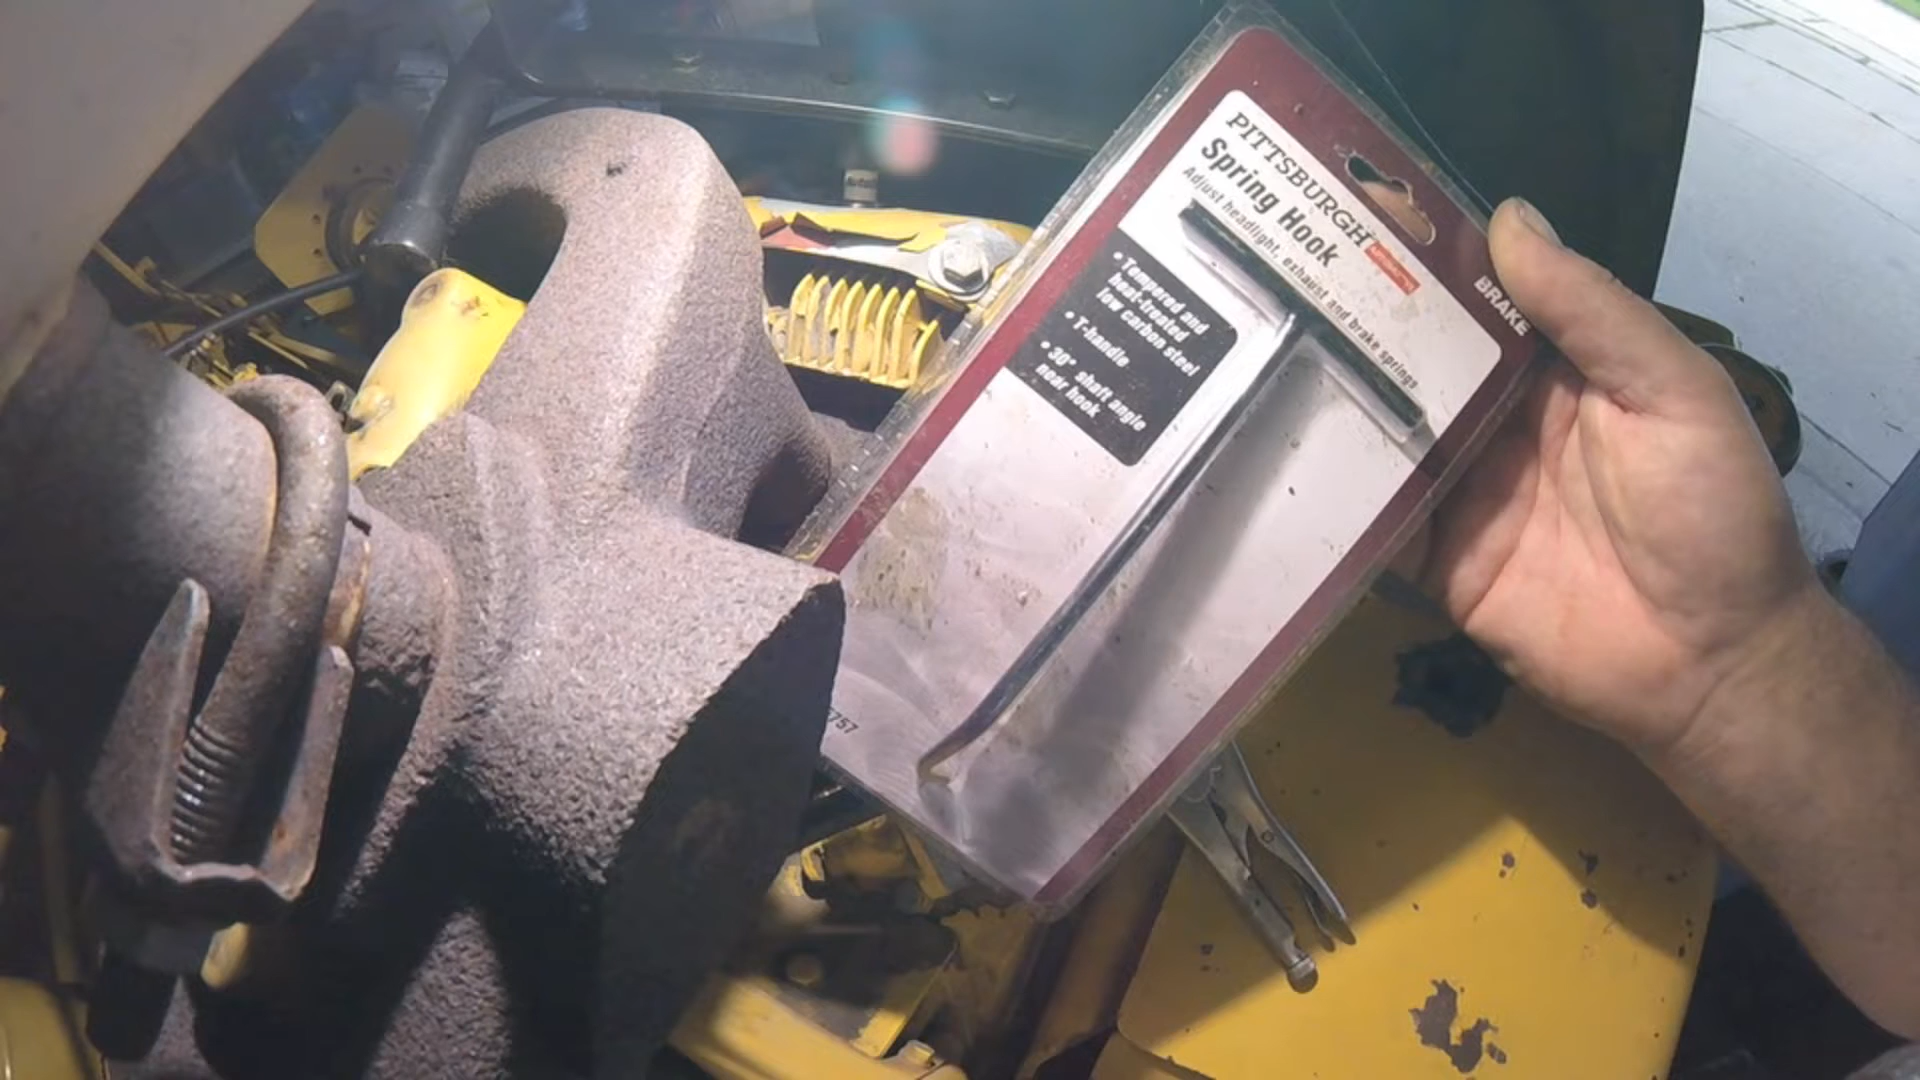 PITTSBURGH
Spring Hook
Adjust headlight, exhaust and brake springs
• Tempered and
heat-treated
low carbon steel
• T-handle
• 30° shaft angle
near hook
BRAKE
757